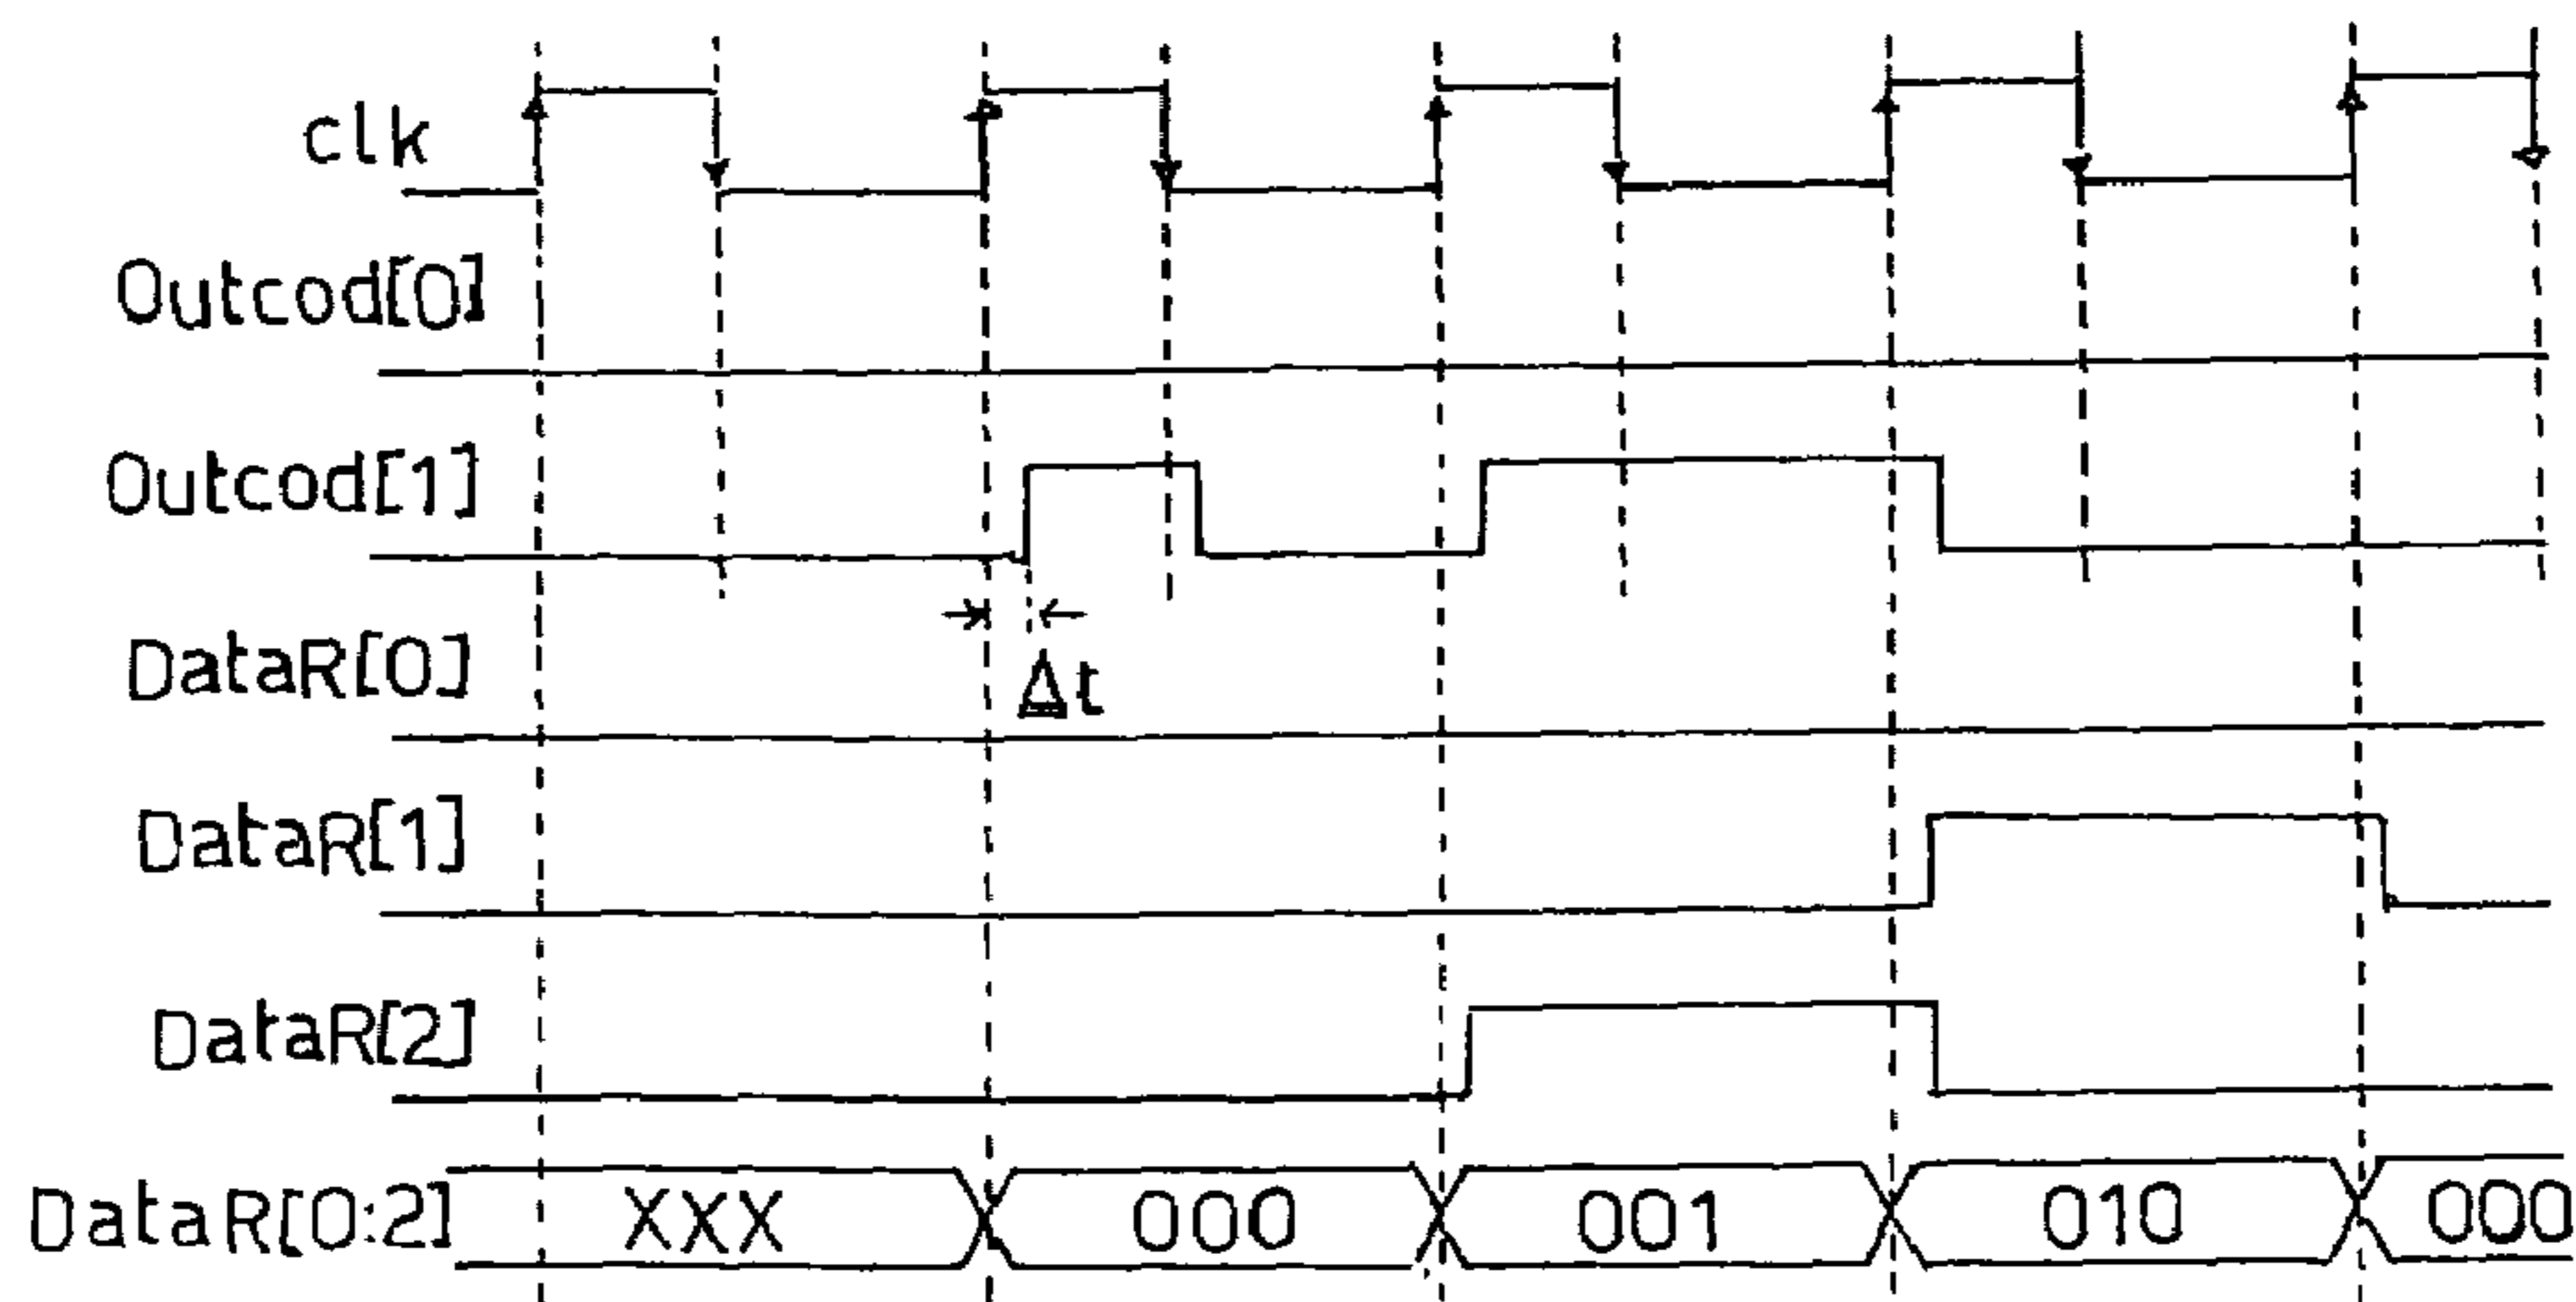 clk
Outcod[0]
Outcod[1]
Δt
DataR[0]
DataR[1]
DataR[2]
DataR[0:2] XXX 000 001 010 000